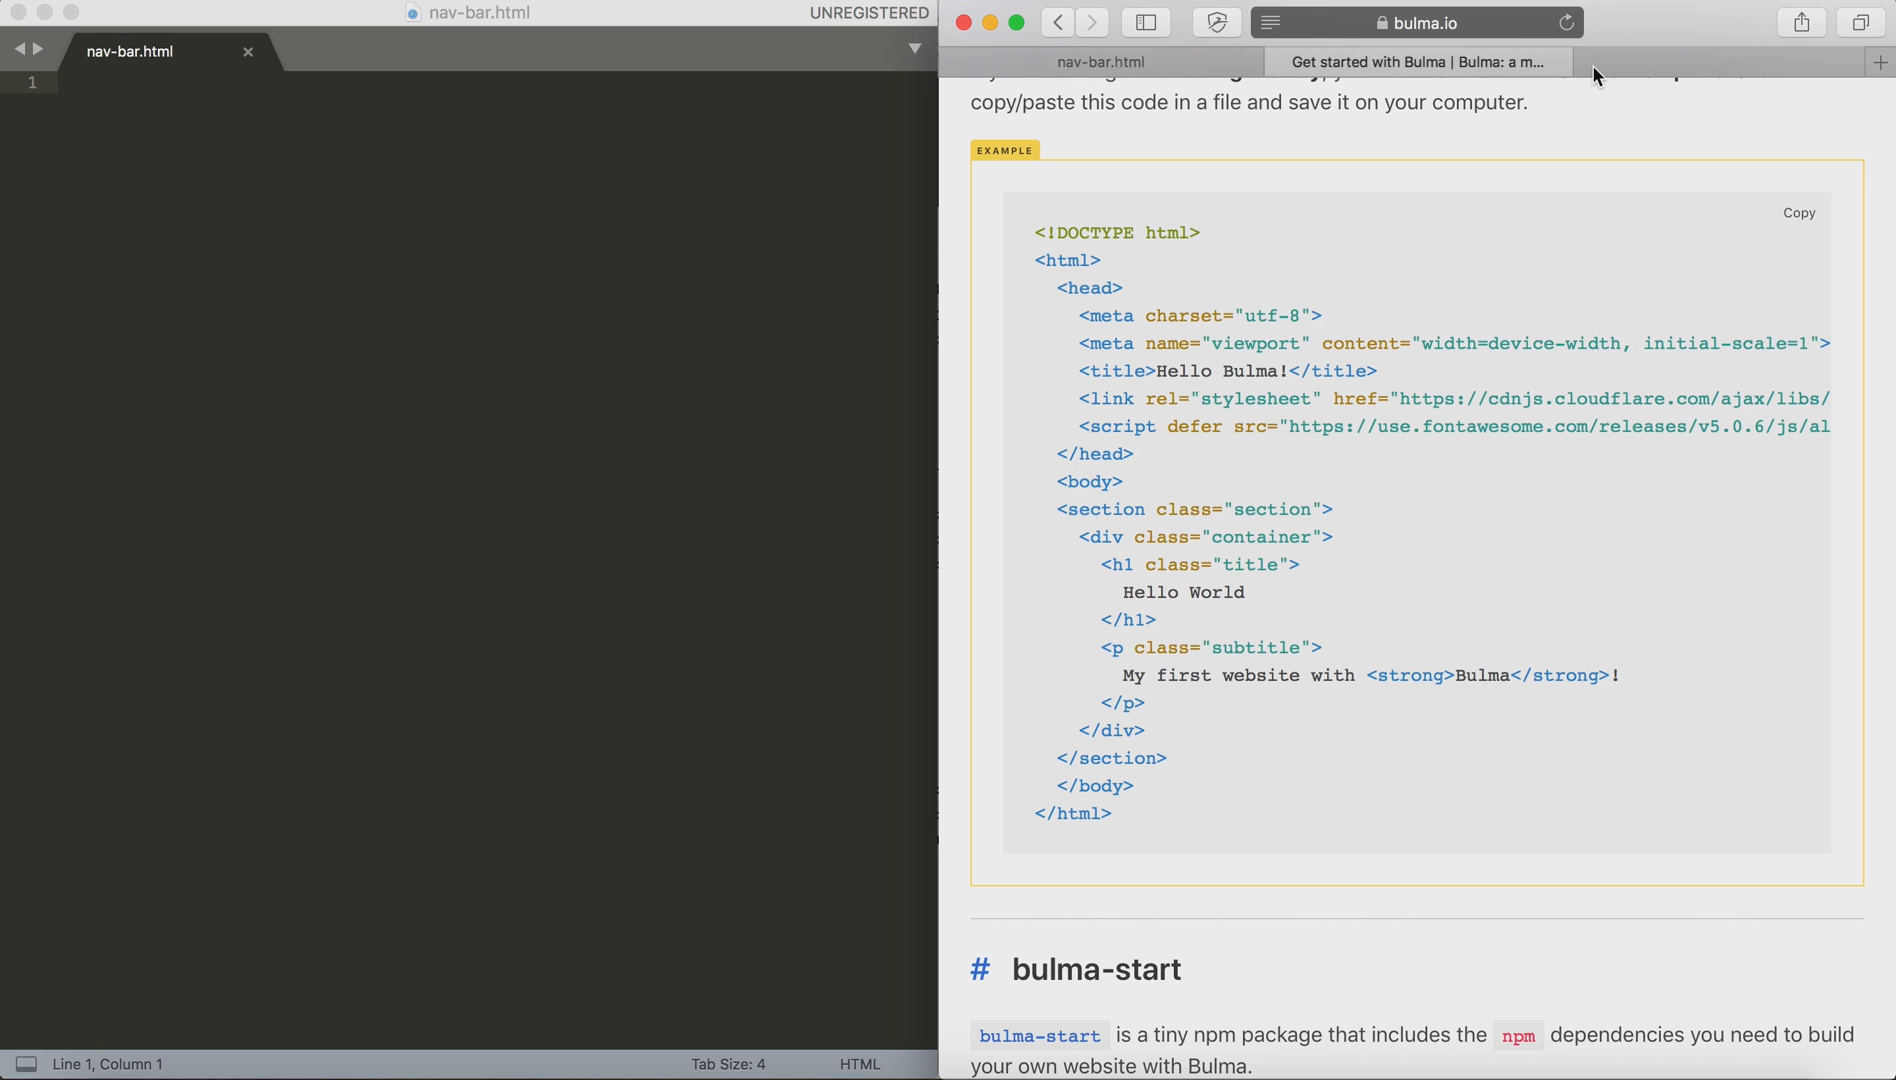 nav-bar.html
UNREGISTERED
nav-bar.html
1
Line 1, Column 1
Tab Size: 4
HTML
bulma.io
nav-bar.html
Get started with Bulma | Bulma: a m...
copy/paste this code in a file and save it on your computer.
EXAMPLE
Copy
<!DOCTYPE html>
<html>
<head>
<meta charset="utf-8">
<meta name="viewport" content="width=device-width, initial-scale=1">
<title>Hello Bulma!</title>
<link rel="stylesheet" href="https://cdnjs.cloudflare.com/ajax/libs/
<script defer src="https://use.fontawesome.com/releases/v5.0.6/js/al
</head>
<body>
<section class="section">
<div class="container">
<h1 class="title">
Hello World
</h1>
<p class="subtitle">
My first website with <strong>Bulma</strong>!
</p>
</div>
</section>
</body>
</html>
# bulma-start
bulma-start is a tiny npm package that includes the npm dependencies you need to build
your own website with Bulma.